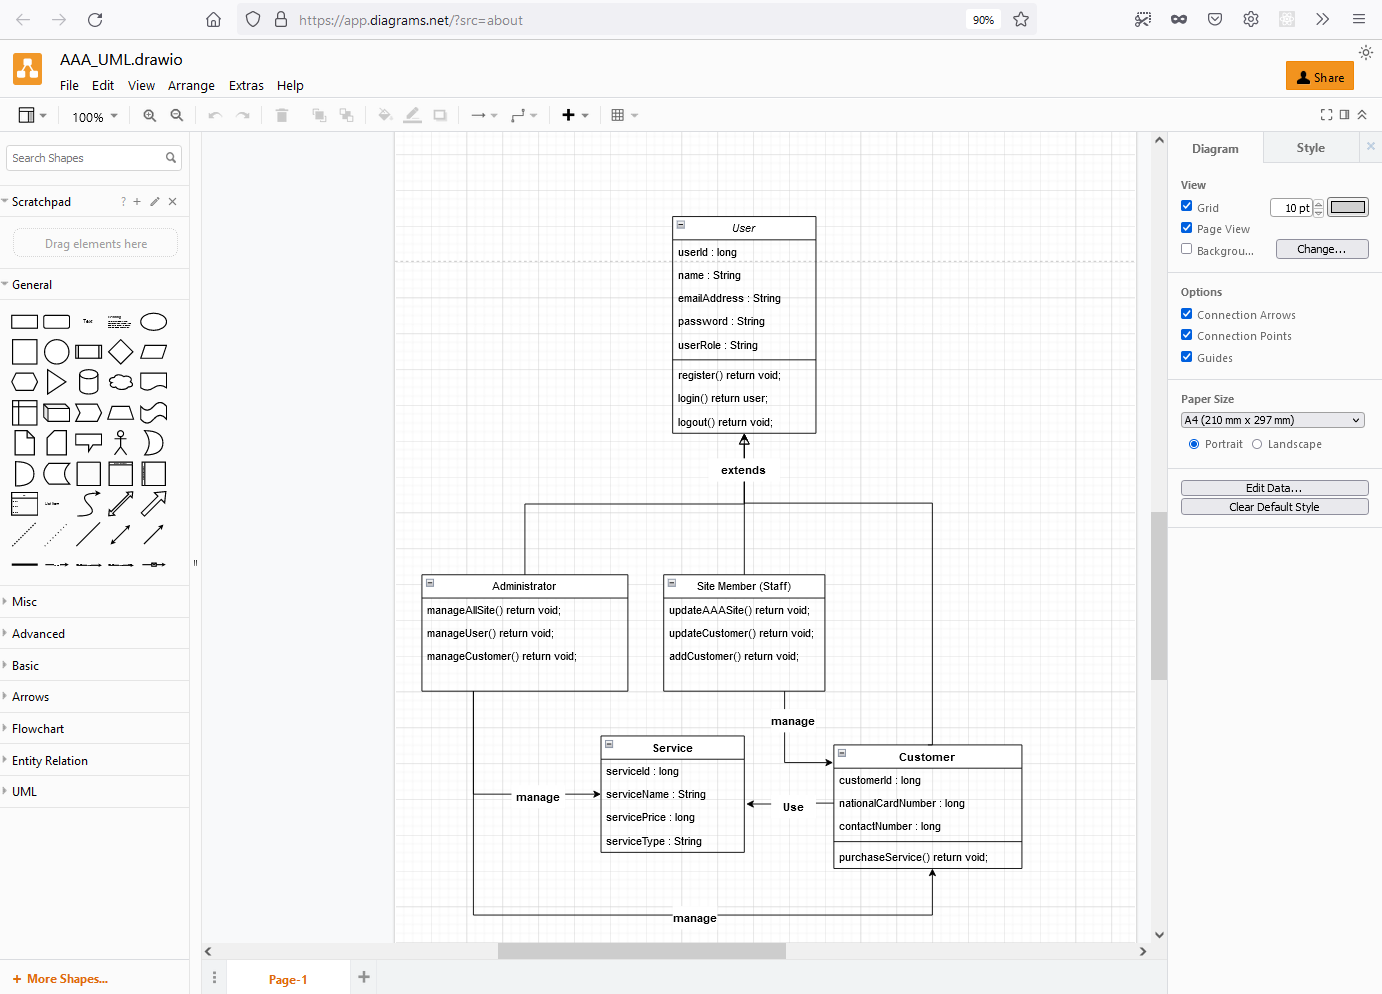 https://app.diagrams.net/?src=about
90%
AAA_UML.drawio
File Edit View Arrange Extras Help
Share
100%
Search Shapes
Scratchpad
?
Drag elements here
General
Text
Misc
Advanced
Basic
Arrows
Flowchart
Entity Relation
UML
+ More Shapes...
User
userId : long
name : String
emailAddress : String
password : String
userRole : String
register() return void;
login() return user;
logout() return void;
extends
Administrator
manageAllSite() return void;
manageUser() return void;
manageCustomer() return void;
Site Member (Staff)
updateAAASite() return void;
updateCustomer() return void;
addCustomer() return void;
manage
Service
serviceId : long
serviceName : String
servicePrice : long
serviceType : String
manage
Use
Customer
customerId : long
nationalCardNumber : long
contactNumber : long
purchaseService() return void;
manage
Page-1
Diagram
Style
View
Grid
10 pt
Page View
Backgrou...
Change...
Options
Connection Arrows
Connection Points
Guides
Paper Size
A4 (210 mm x 297 mm)
Portrait
Landscape
Edit Data...
Clear Default Style